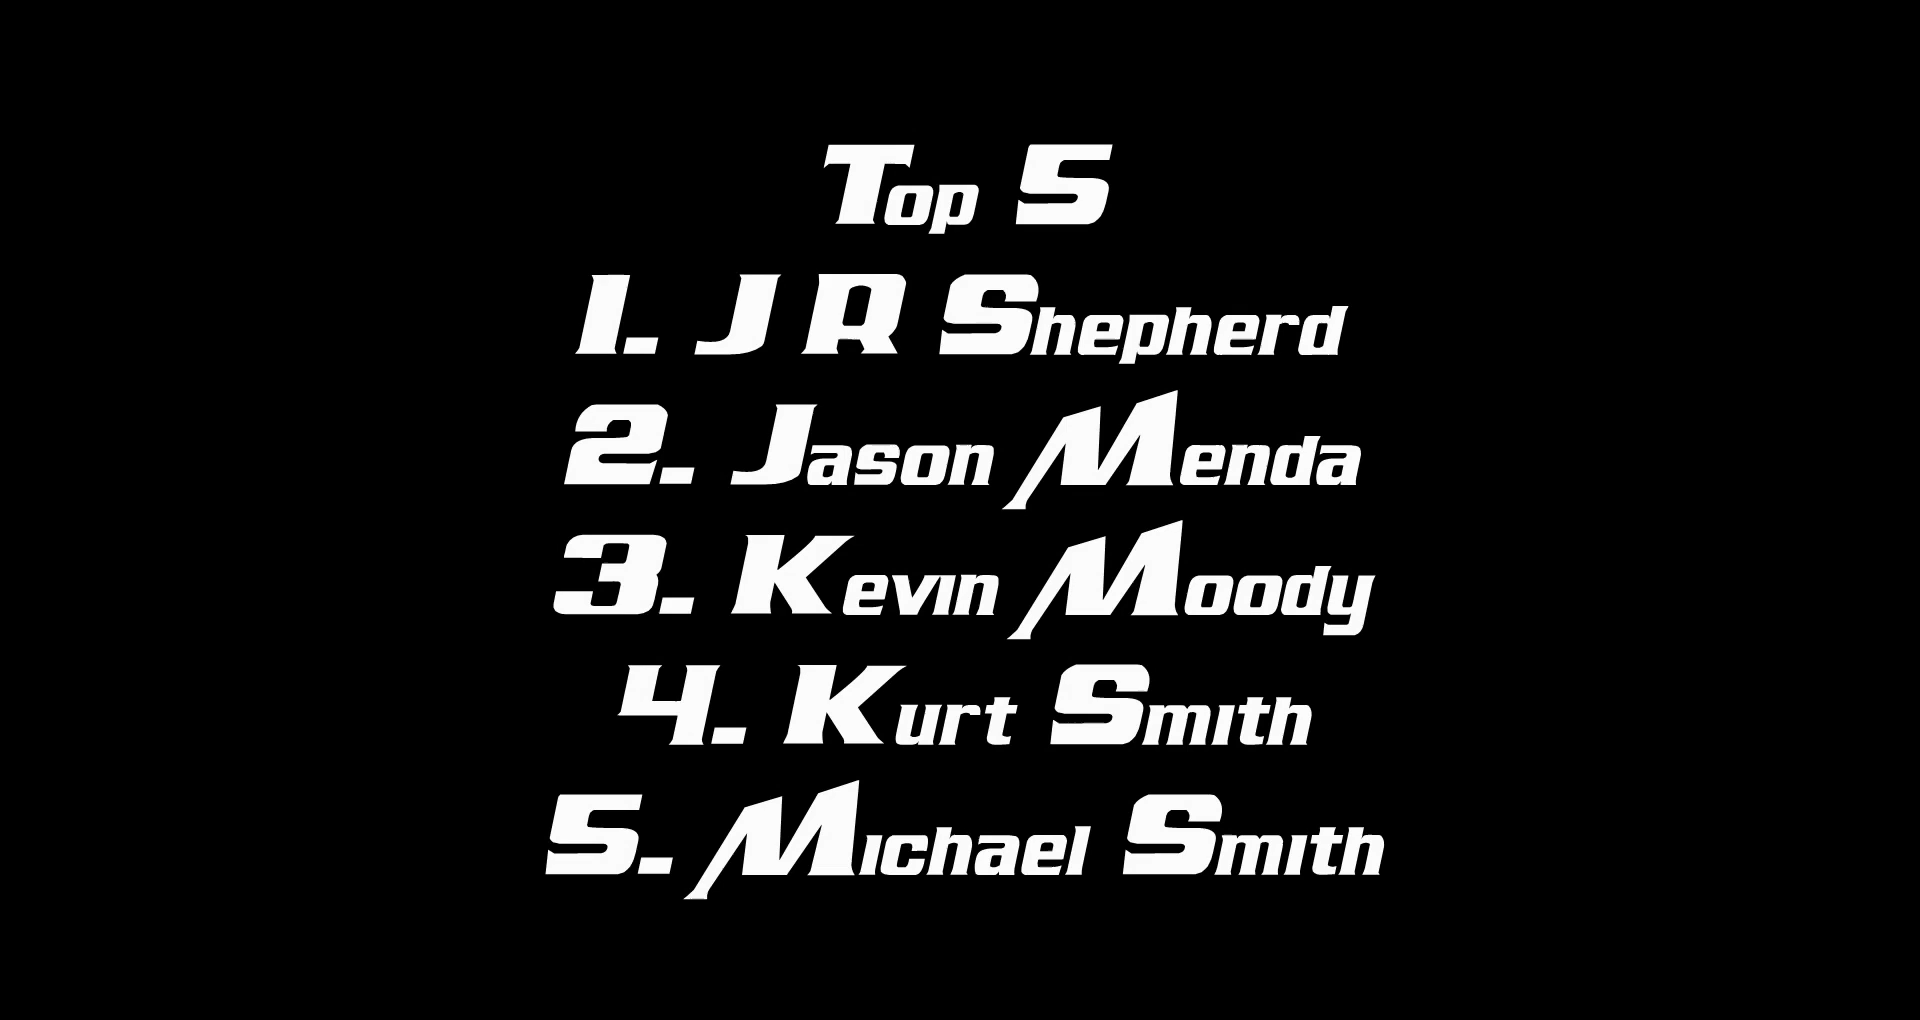 Top 5
1. J R Shepherd
2. Jason Menda
3. Kevin Moody
4. Kurt Smith
5. Michael Smith